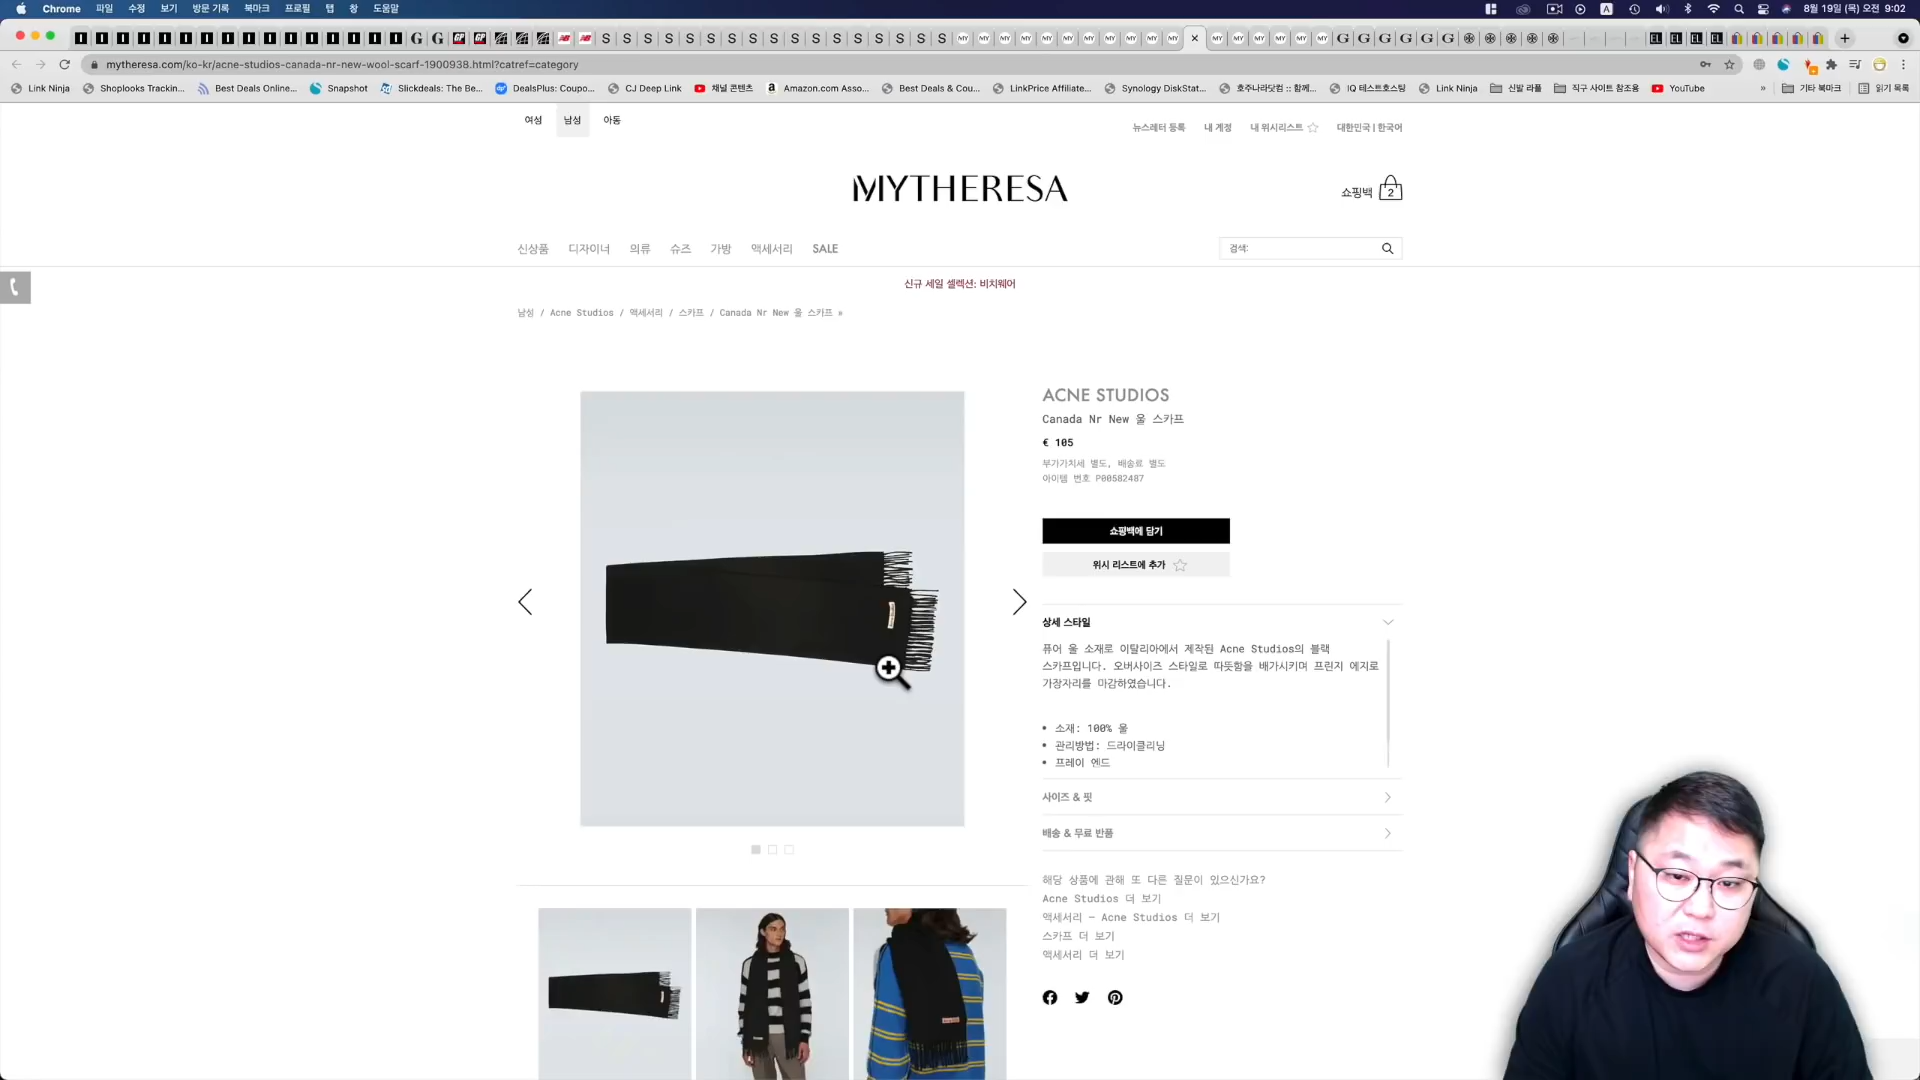 Chrome 파일 수정 보기 방문 기록 북마크 프로필 탭 창 도움말
8월 19일 (목) 오전 9:02
mytheresa.com/ko-kr/acne-studios-canada-nr-new-wool-scarf-1900938.html?catref=category
Link Ninja Shoplooks Trackin... Best Deals Online... Snapshot Slickdeals: The Be... DealsPlus: Coupo... CJ Deep Link 채널 콘텐츠 Amazon.com Asso... Best Deals & Cou... LinkPrice Affiliate... Synology DiskStat... 호주나라닷컴 :: 함께... IQ 테스트호스팅 Link Ninja 신발 라플 직구 사이트 참조용 YouTube » 기타 북마크 읽기 목록
여성 남성 아동
뉴스레터 등록 내 계정 내 위시리스트 대한민국 | 한국어
MYTHERESA
쇼핑백 2
신상품 디자이너 의류 슈즈 가방 액세서리 SALE
검색:
신규 세일 셀렉션: 비치웨어
남성 / Acne Studios / 액세서리 / 스카프 / Canada Nr New 울 스카프 »
ACNE STUDIOS
Canada Nr New 울 스카프
€ 105
부가가치세 별도, 배송료 별도
아이템 번호 P00582487
쇼핑백에 담기
위시 리스트에 추가
상세 스타일
퓨어 울 소재로 이탈리아에서 제작된 Acne Studios의 블랙
스카프입니다. 오버사이즈 스타일로 따뜻함을 배가시키며 프린지 에지로
가장자리를 마감하였습니다.
• 소재: 100% 울
• 관리방법: 드라이클리닝
• 프레이 엔드
사이즈 & 핏
배송 & 무료 반품
해당 상품에 관해 또 다른 질문이 있으신가요?
Acne Studios 더 보기
액세서리 – Acne Studios 더 보기
스카프 더 보기
액세서리 더 보기